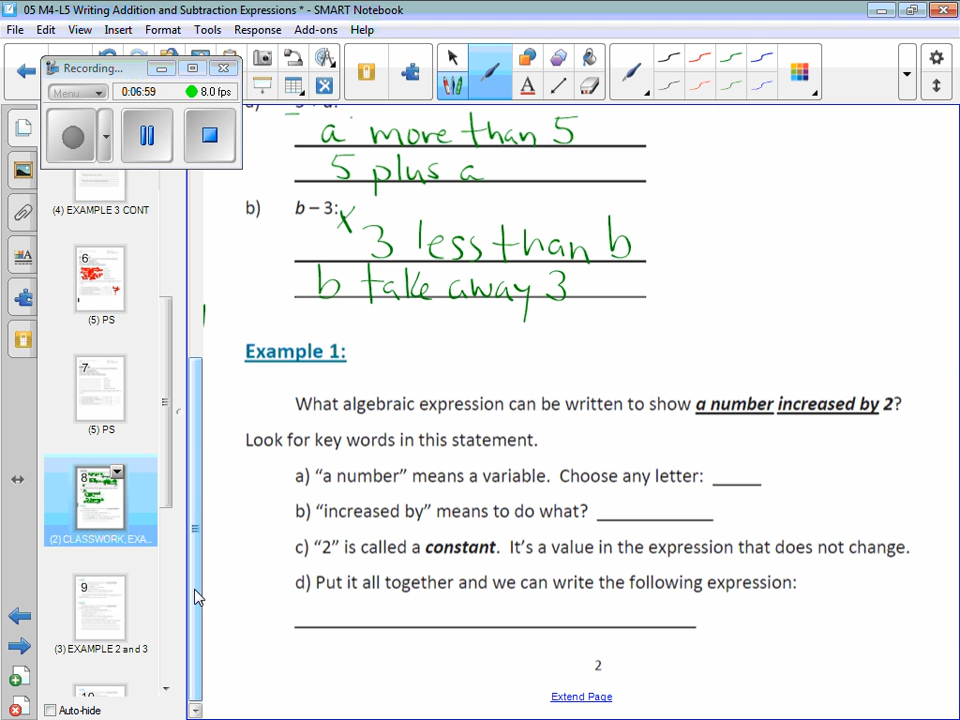 05 M4-L5 Writing Addition and Subtraction Expressions * - SMART Notebook
File Edit View Insert Format Tools Response Add-ons Help
Recording...
Menu 0:06:59 8.0 fps
a more than 5
5 plus a
b) b – 3:
3 less than b
b take away 3
Example 1:
What algebraic expression can be written to show a number increased by 2?
Look for key words in this statement.
a) “a number” means a variable. Choose any letter: _____
b) “increased by” means to do what? ___________
c) “2” is called a constant. It’s a value in the expression that does not change.
d) Put it all together and we can write the following expression:
2
Extend Page
(4) EXAMPLE 3 CONT
6
(5) PS
7
(5) PS
8
(2) CLASSWORK, EXA...
9
(3) EXAMPLE 2 and 3
10
Auto-hide